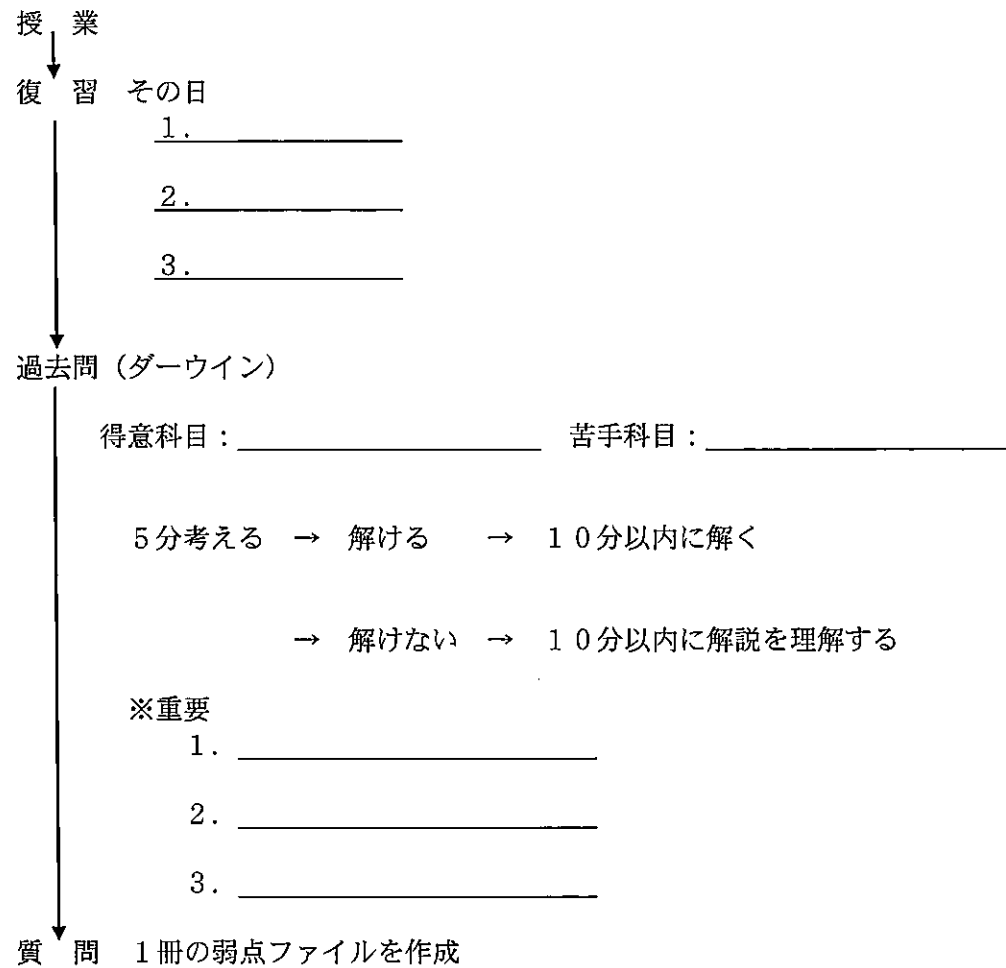 授 業
復 習 その日
1.
2.
3.
過去問（ダーウイン）
得意科目： 苦手科目：
5分考える → 解ける → 10分以内に解く
→ 解けない → 10分以内に解説を理解する
※重要
1.
2.
3.
質 問 1冊の弱点ファイルを作成